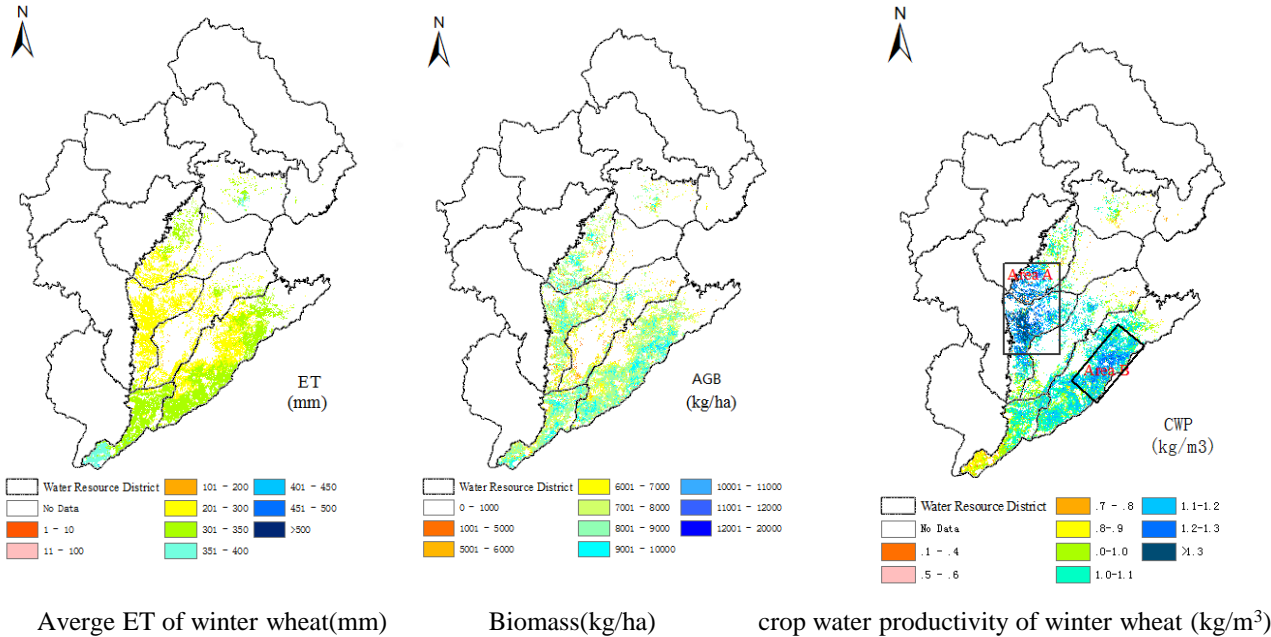 N
N
N
Area A
Area B
ET
(mm)
AGB
(kg/ha)
CWP
(kg/m3)
Water Resource District
No Data
1 - 10
11 - 100
101 - 200
201 - 300
301 - 350
351 - 400
401 - 450
451 - 500
>500
Water Resource District
0 - 1000
1001 - 5000
5001 - 6000
6001 - 7000
7001 - 8000
8001 - 9000
9001 - 10000
10001 - 11000
11001 - 12000
12001 - 20000
Water Resource District
No Data
.1 - .4
.5 - .6
.7 - .8
.8-.9
.0-1.0
1.0-1.1
1.1-1.2
1.2-1.3
>1.3
Averge ET of winter wheat(mm)
Biomass(kg/ha)
crop water productivity of winter wheat (kg/m³)